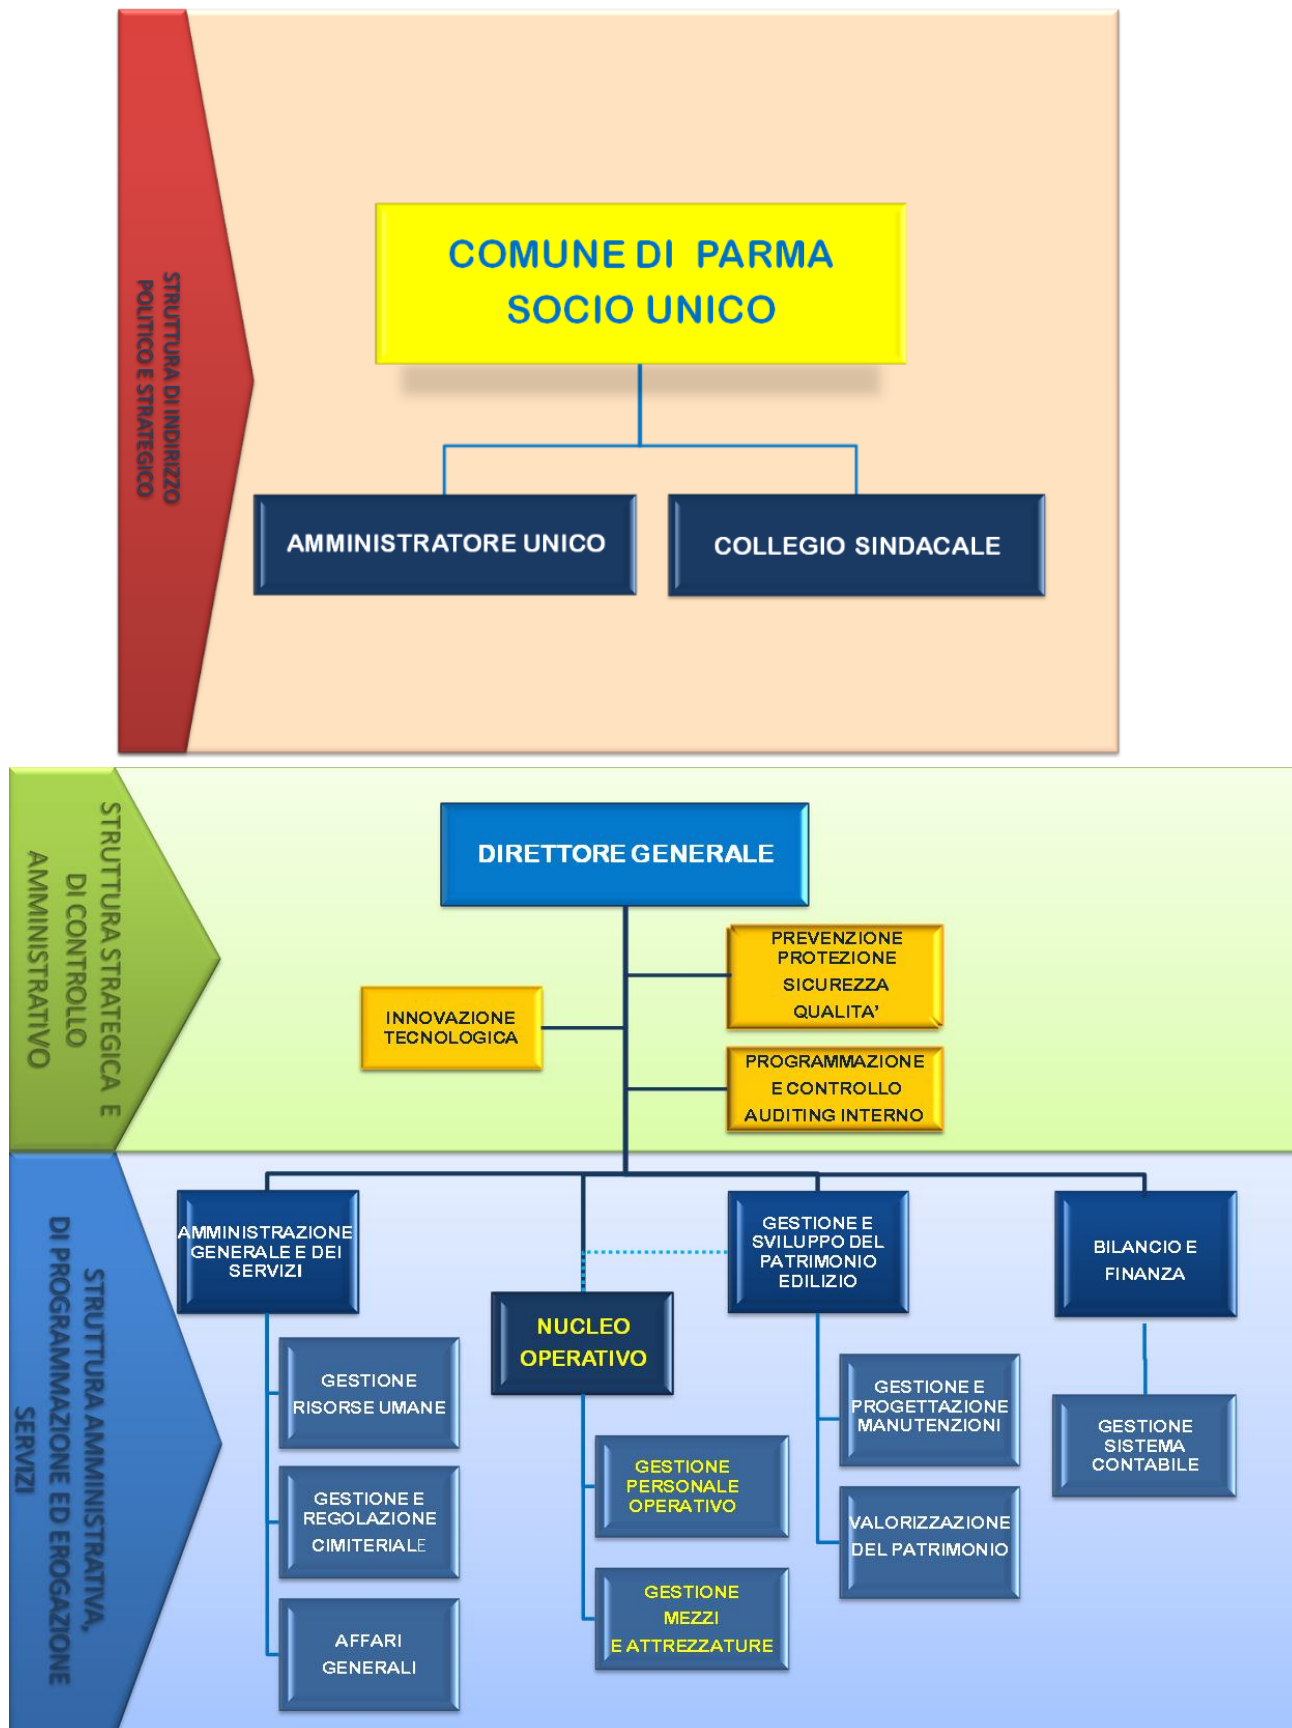 STRUTTURA DI INDIRIZZO
POLITICO E STRATEGICO
COMUNE DI PARMA
SOCIO UNICO
AMMINISTRATORE UNICO
COLLEGIO SINDACALE
STRUTTURA STRATEGICA E
DI CONTROLLO
AMMINISTRATIVO
DIRETTORE GENERALE
PREVENZIONE
PROTEZIONE
SICUREZZA
QUALITA'
INNOVAZIONE
TECNOLOGICA
PROGRAMMAZIONE
E CONTROLLO
AUDITING INTERNO
STRUTTURA AMMINISTRATIVA,
DI PROGRAMMAZIONE ED EROGAZIONE
SERVIZI
AMMINISTRAZIONE
GENERALE E DEI
SERVIZI
GESTIONE
RISORSE UMANE
GESTIONE E
REGOLAZIONE
CIMITERIALE
AFFARI
GENERALI
NUCLEO
OPERATIVO
GESTIONE
PERSONALE
OPERATIVO
GESTIONE
MEZZI
E ATTREZZATURE
GESTIONE E
SVILUPPO DEL
PATRIMONIO
EDILIZIO
GESTIONE E
PROGETTAZIONE
MANUTENZIONI
VALORIZZAZIONE
DEL PATRIMONIO
BILANCIO E
FINANZA
GESTIONE
SISTEMA
CONTABILE